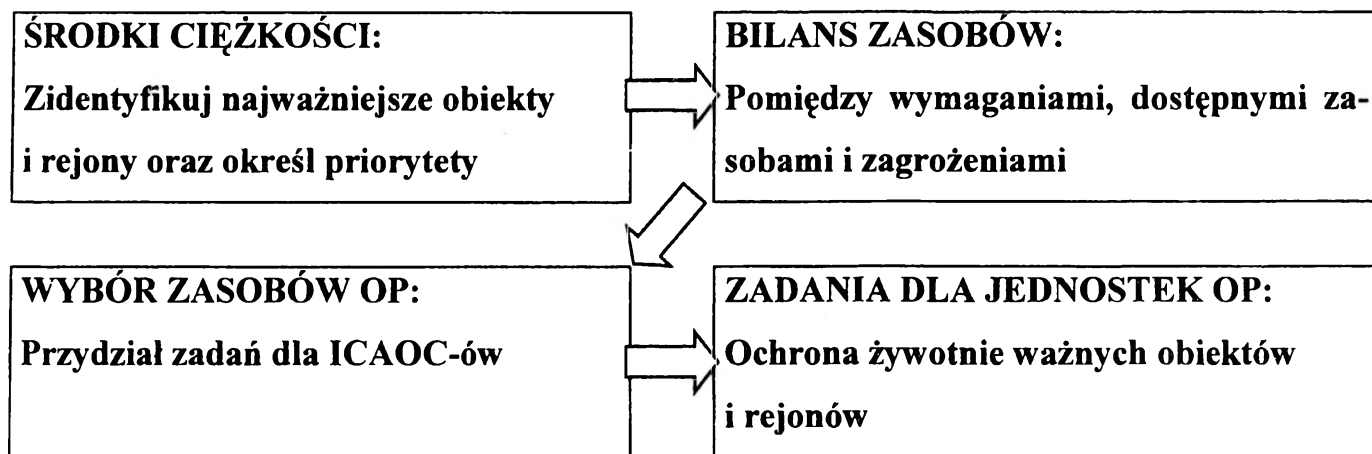 ŚRODKI CIĘŻKOŚCI:
Zidentyfikuj najważniejsze obiekty
i rejony oraz określ priorytety
BILANS ZASOBÓW:
Pomiędzy wymaganiami, dostępnymi za-
sobami i zagrożeniami
WYBÓR ZASOBÓW OP:
Przydział zadań dla ICAOC-ów
ZADANIA DLA JEDNOSTEK OP:
Ochrona żywotnie ważnych obiektów
i rejonów